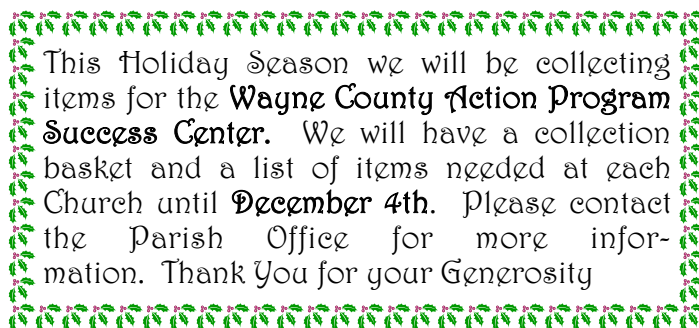 This Holiday Season we will be collecting
items for the Wayne County Action Program
Success Center. We will have a collection
basket and a list of items needed at each
Church until December 4th. Please contact
the Parish Office for more infor-
mation. Thank You for your Generosity